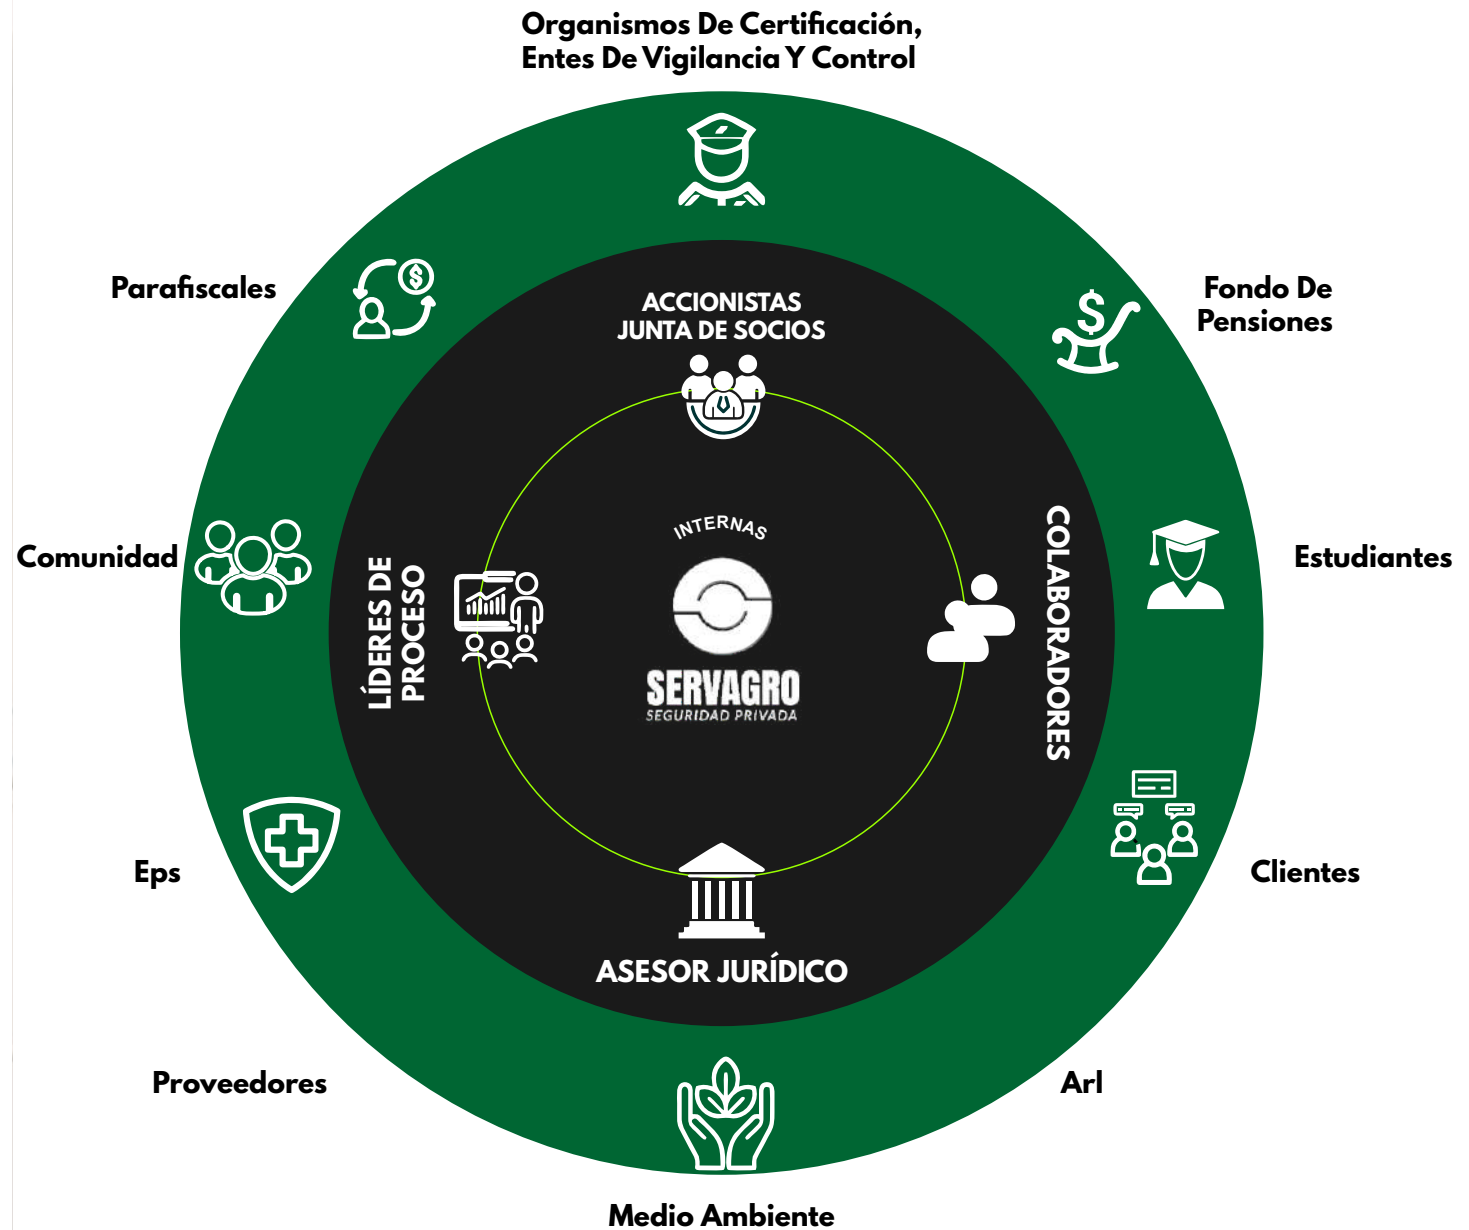 Organismos De Certificación,
Entes De Vigilancia Y Control
Parafiscales
Fondo De
Pensiones
ACCIONISTAS
JUNTA DE SOCIOS
INTERNAS
Comunidad
LÍDERES DE
PROCESO
COLABORADORES
Estudiantes
SERVAGRO
SEGURIDAD PRIVADA
Eps
Clientes
ASESOR JURÍDICO
Proveedores
Arl
Medio Ambiente